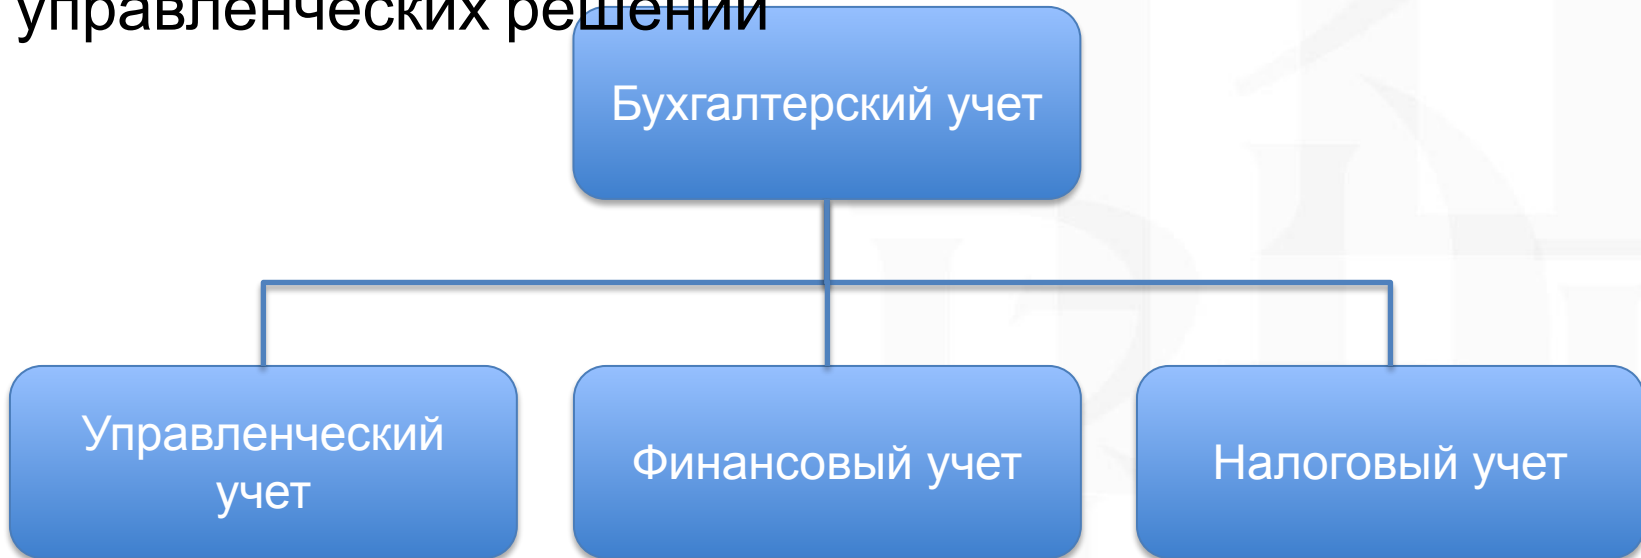 управленческих решений
Бухгалтерский учет
Управленческий
учет
Финансовый учет
Налоговый учет